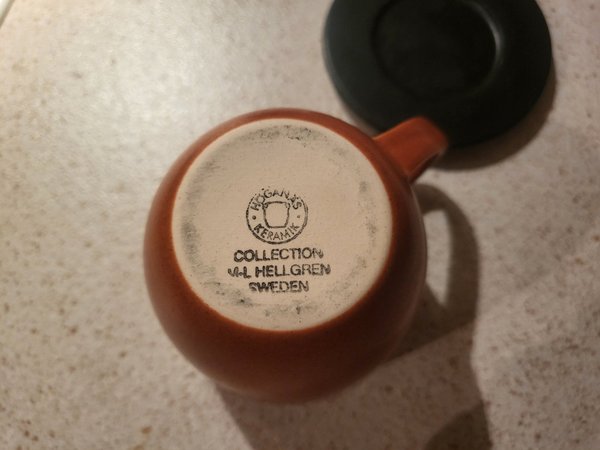 HÖGANÄS
KERAMIK
COLLECTION
M-L HELLGREN
SWEDEN